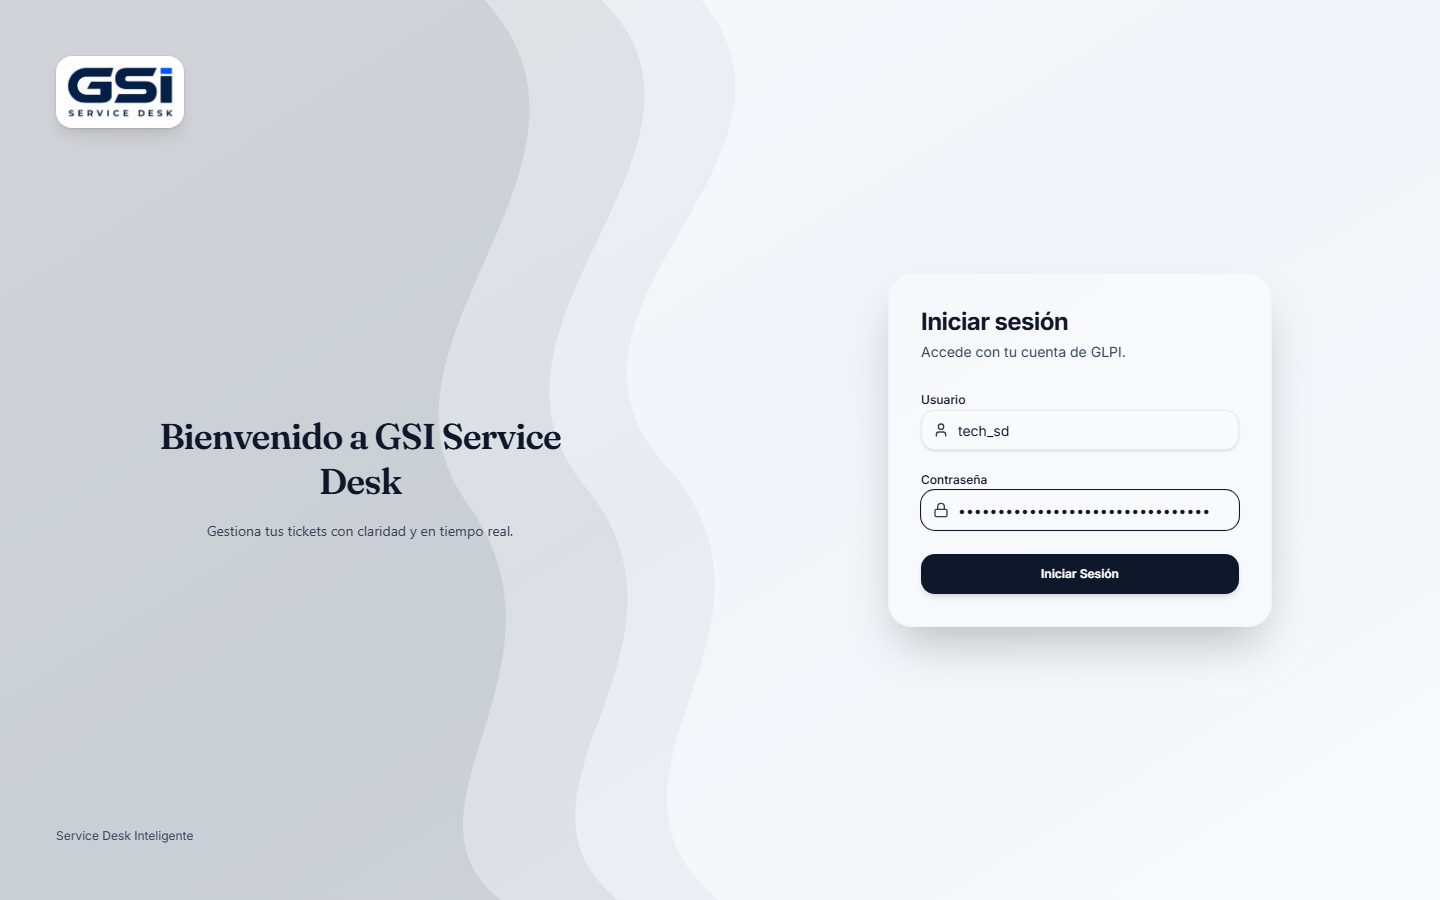 GSi
SERVICE DESK
Bienvenido a GSI Service
Desk
Gestiona tus tickets con claridad y en tiempo real.
Service Desk Inteligente
Iniciar sesión
Accede con tu cuenta de GLPI.
Usuario
tech_sd
Contraseña
••••••••••••••••••••••••••••••••
Iniciar Sesión